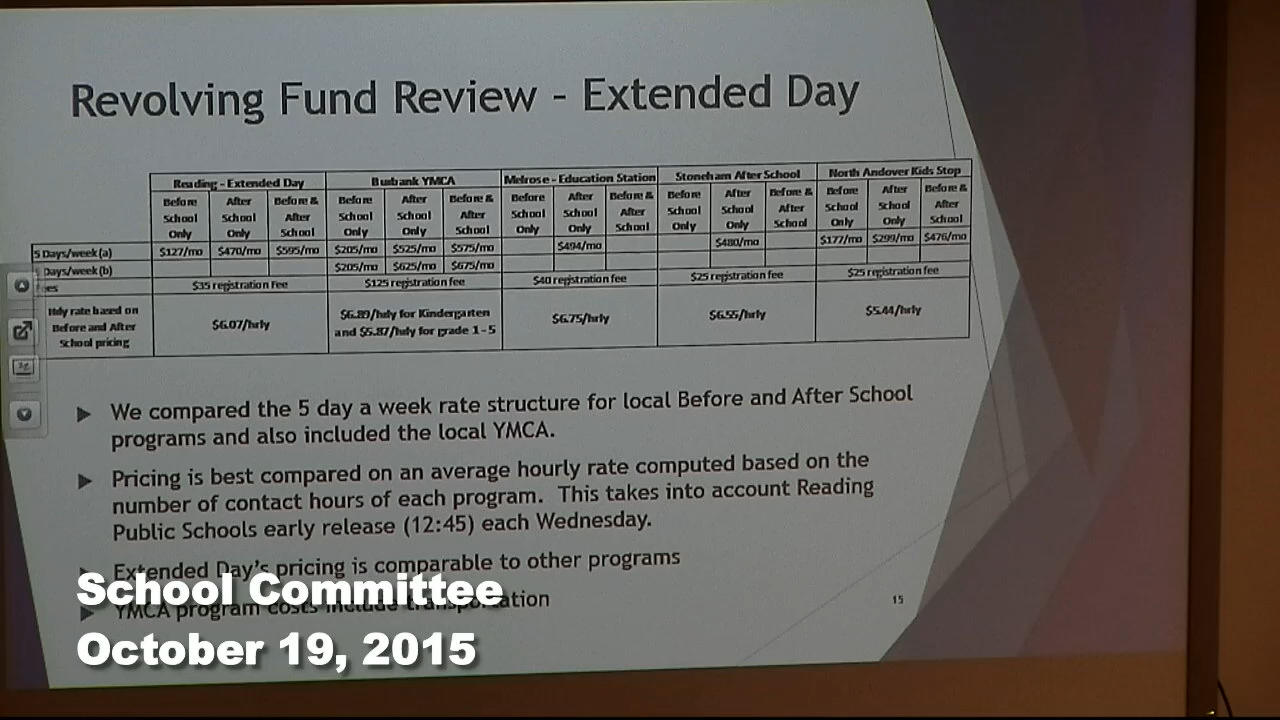 Revolving Fund Review - Extended Day
Reading - Extended Day Burbank YMCA Melrose - Education Station Stoneham After School North Andover Kids Stop
Before School Only After School Only Before & After School Before School Only After School Only Before & After School Before School Only After School Only Before & After School Before School Only After School Only Before & After School Before School Only After School Only Before & After School
5 Days/week (a) $127/mo $470/mo $595/mo $205/mo $525/mo $575/mo $494/mo $480/mo $177/mo $299/mo $476/mo
Days/week (b) $205/mo $625/mo $675/mo
$35 registration Fee $125 registration fee $40 registration fee $25 registration fee $25 registration fee
rate based on
Before and After
School pricing
$6.07/hrly
$6.89/hrly for Kindergarten
and $5.87/hrly for grade 1 - 5
$6.75/hrly
$6.55/hrly
$5.44/hrly
We compared the 5 day a week rate structure for local Before and After School
programs and also included the local YMCA.
Pricing is best compared on an average hourly rate computed based on the
number of contact hours of each program. This takes into account Reading
Public Schools early release (12:45) each Wednesday.
Extended Day's pricing is comparable to other programs
YMCA program costs include transportation
15
School Committee
October 19, 2015